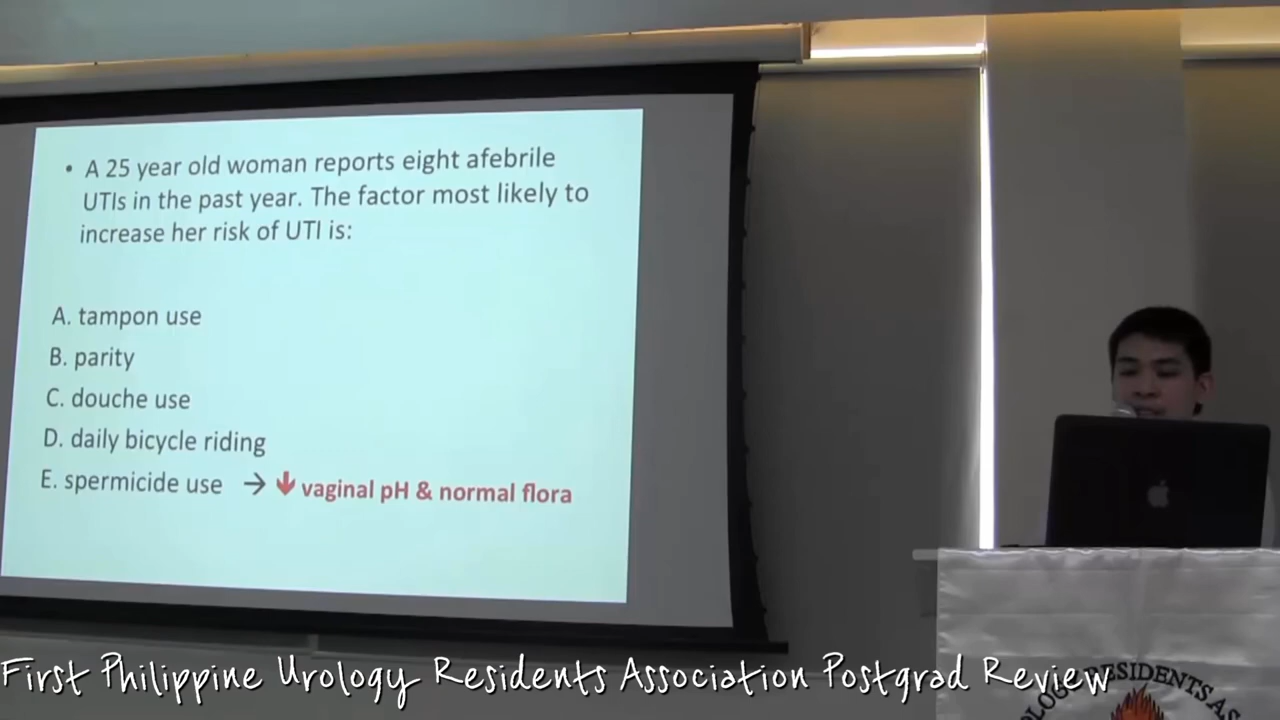 • A 25 year old woman reports eight afebrile
UTIs in the past year. The factor most likely to
increase her risk of UTI is:
A. tampon use
B. parity
C. douche use
D. daily bicycle riding
E. spermicide use → ↓ vaginal pH & normal flora
First Philippine Urology Residents Association Postgrad Review
RESIDENTS